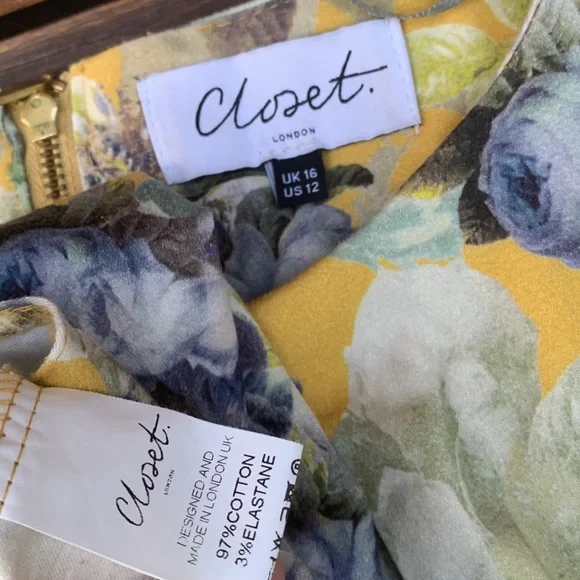 Closet.
LONDON
UK 16
US 12
Closet.
LONDON
DESIGNED AND
MADE IN LONDON UK
97%COTTON
3%ELASTANE